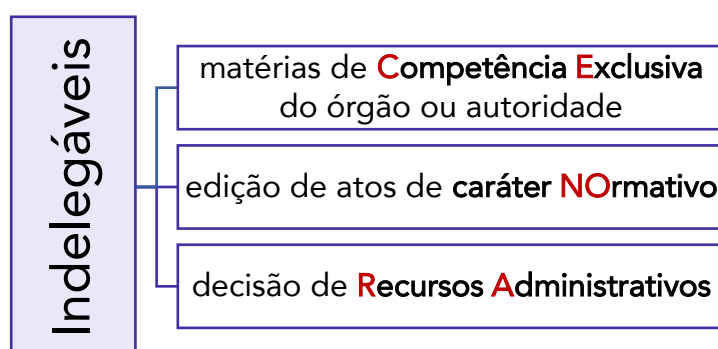 Indelegáveis
matérias de Competência Exclusiva
do órgão ou autoridade
edição de atos de caráter NOrmativo
decisão de Recursos Administrativos